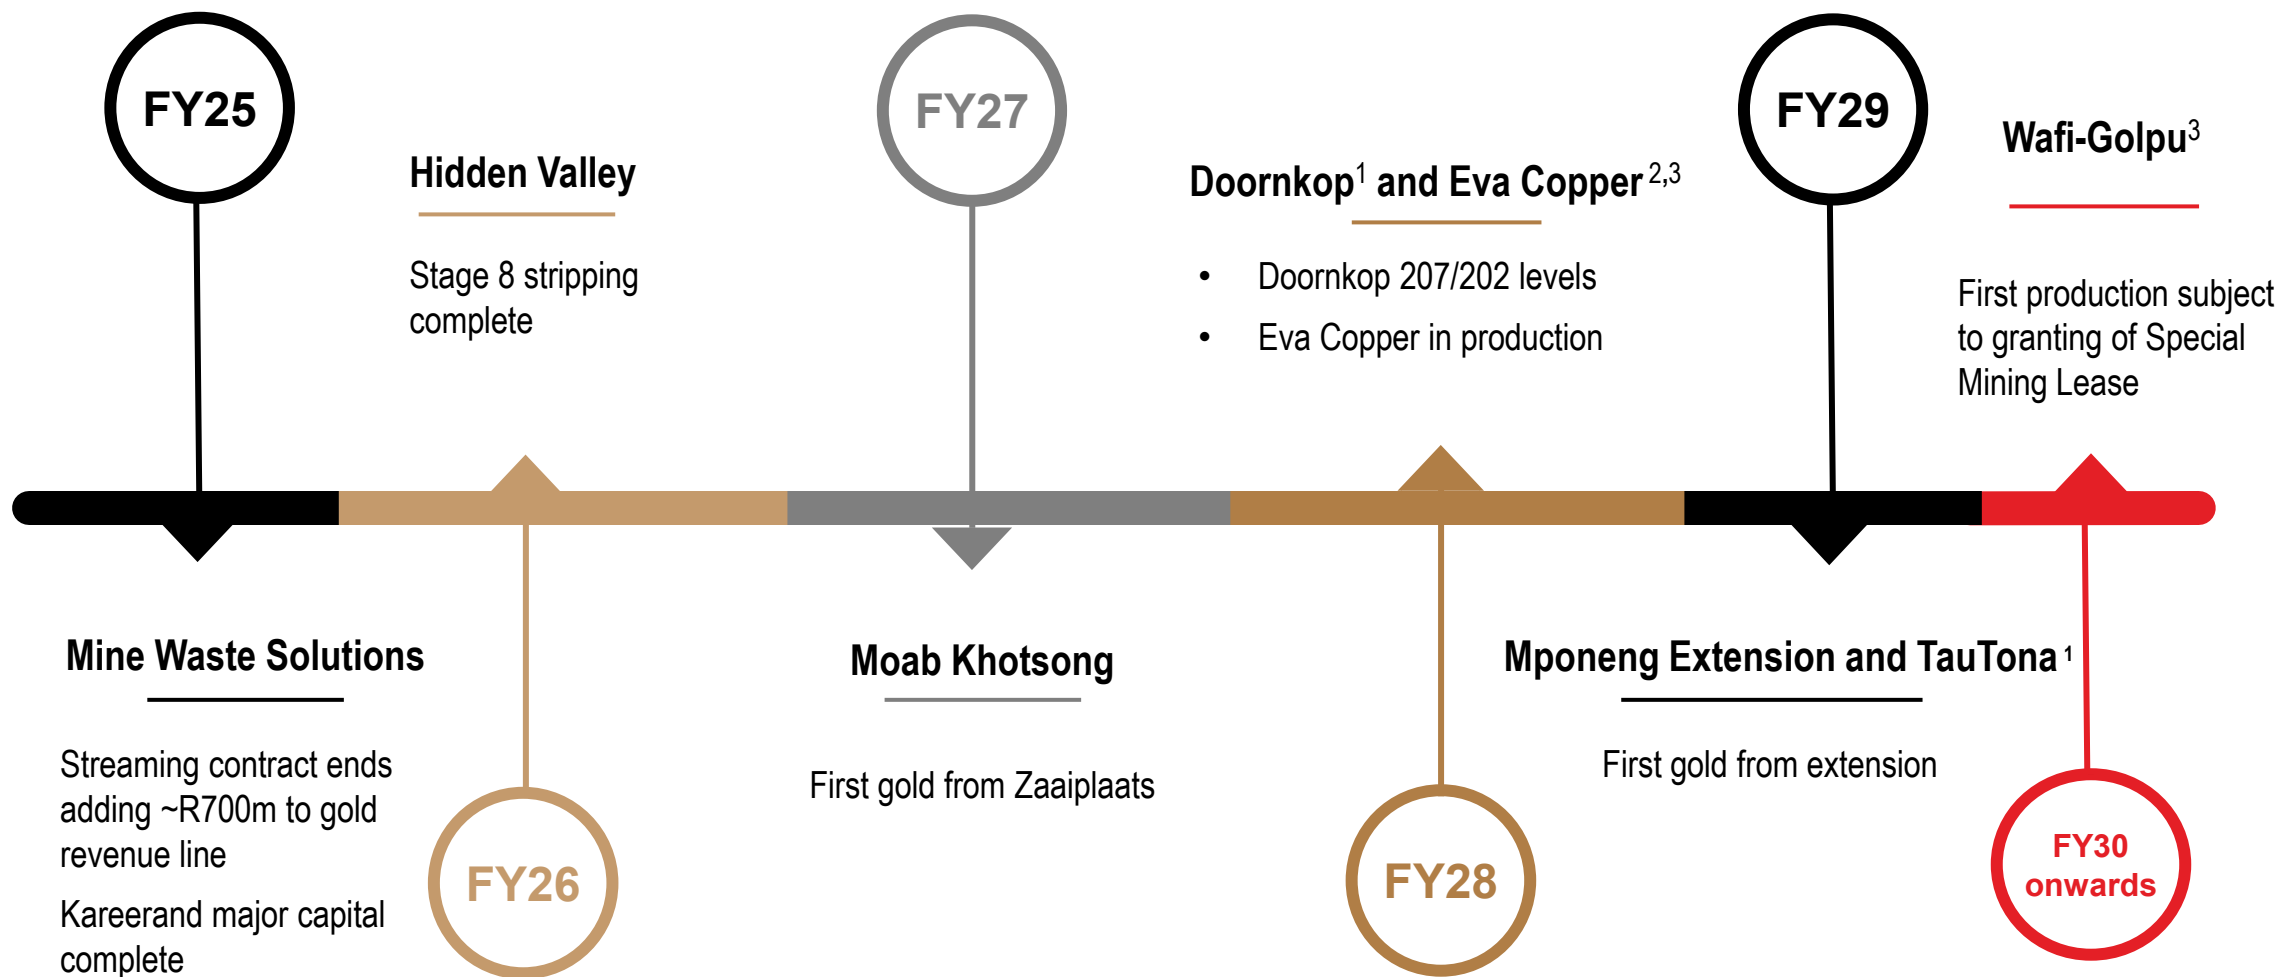 FY25
Mine Waste Solutions
Streaming contract ends
adding ~R700m to gold
revenue line
Kareerand major capital
complete
Hidden Valley
Stage 8 stripping
complete
FY26
FY27
Moab Khotsong
First gold from Zaaiplaats
Doornkop¹ and Eva Copper ²,³
• Doornkop 207/202 levels
• Eva Copper in production
FY28
FY29
Mponeng Extension and TauTona ¹
First gold from extension
Wafi-Golpu³
First production subject
to granting of Special
Mining Lease
FY30
onwards